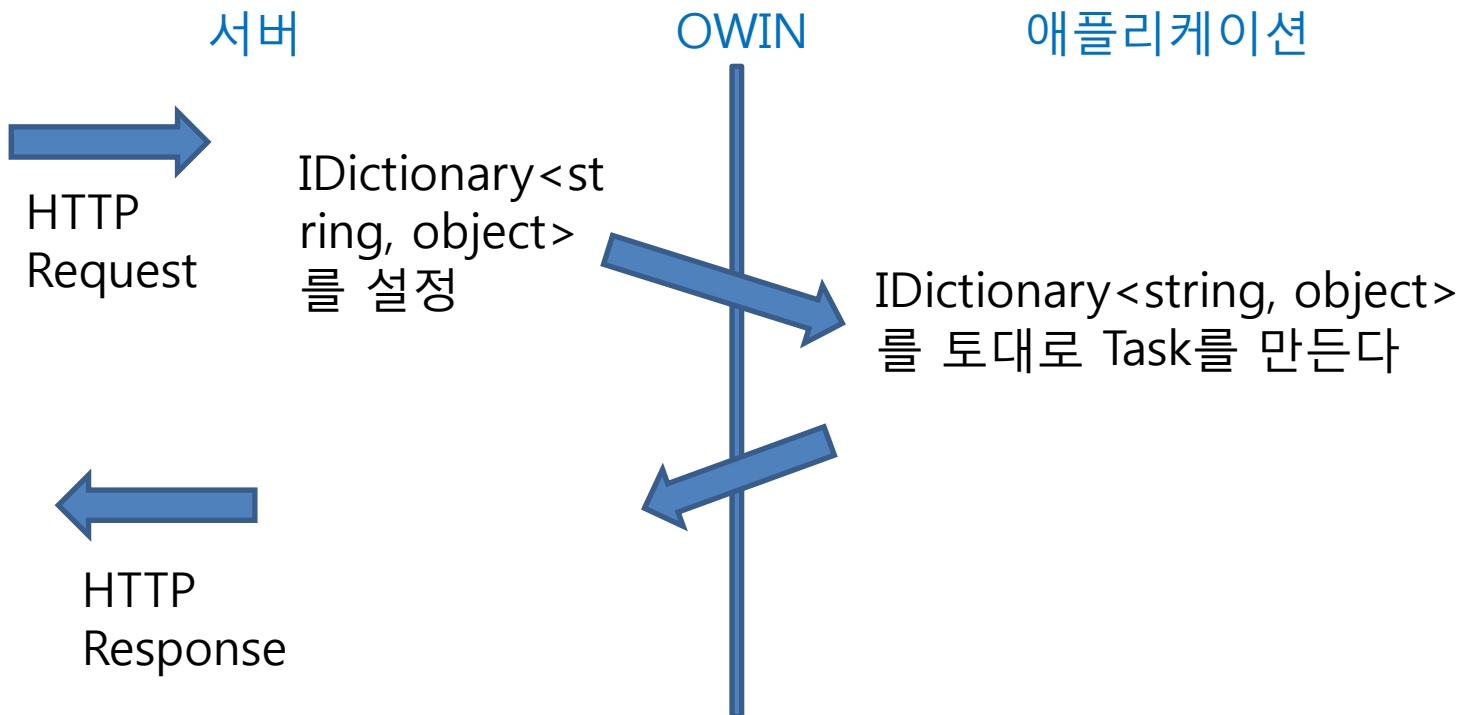 서버
OWIN
애플리케이션
HTTP
Request
IDictionary<st
ring, object>
를 설정
IDictionary<string, object>
를 토대로 Task를 만든다
HTTP
Response